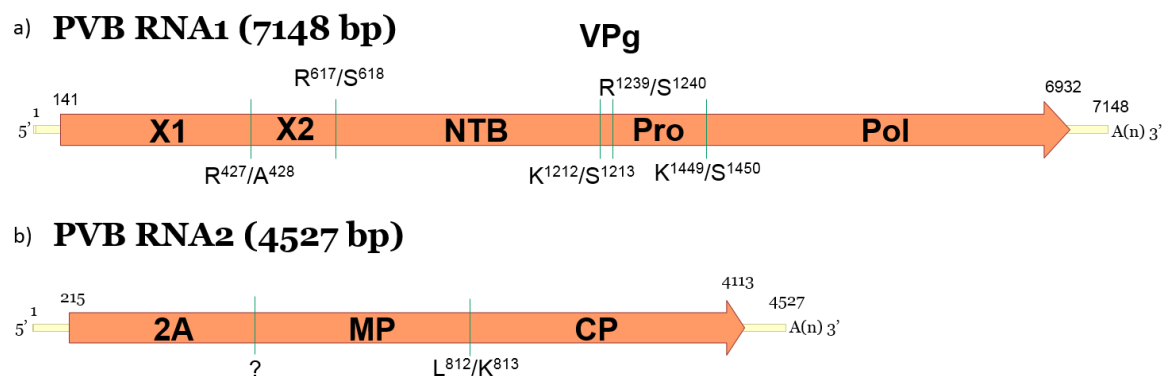 a) PVB RNA1 (7148 bp)
VPg
R617/S618
R1239/S1240
1
141
6932
7148
5’
X1
X2
NTB
Pro
Pol
A(n) 3’
R427/A428
K1212/S1213
K1449/S1450
b) PVB RNA2 (4527 bp)
1
215
4113
4527
5’
2A
MP
CP
A(n) 3’
?
L812/K813